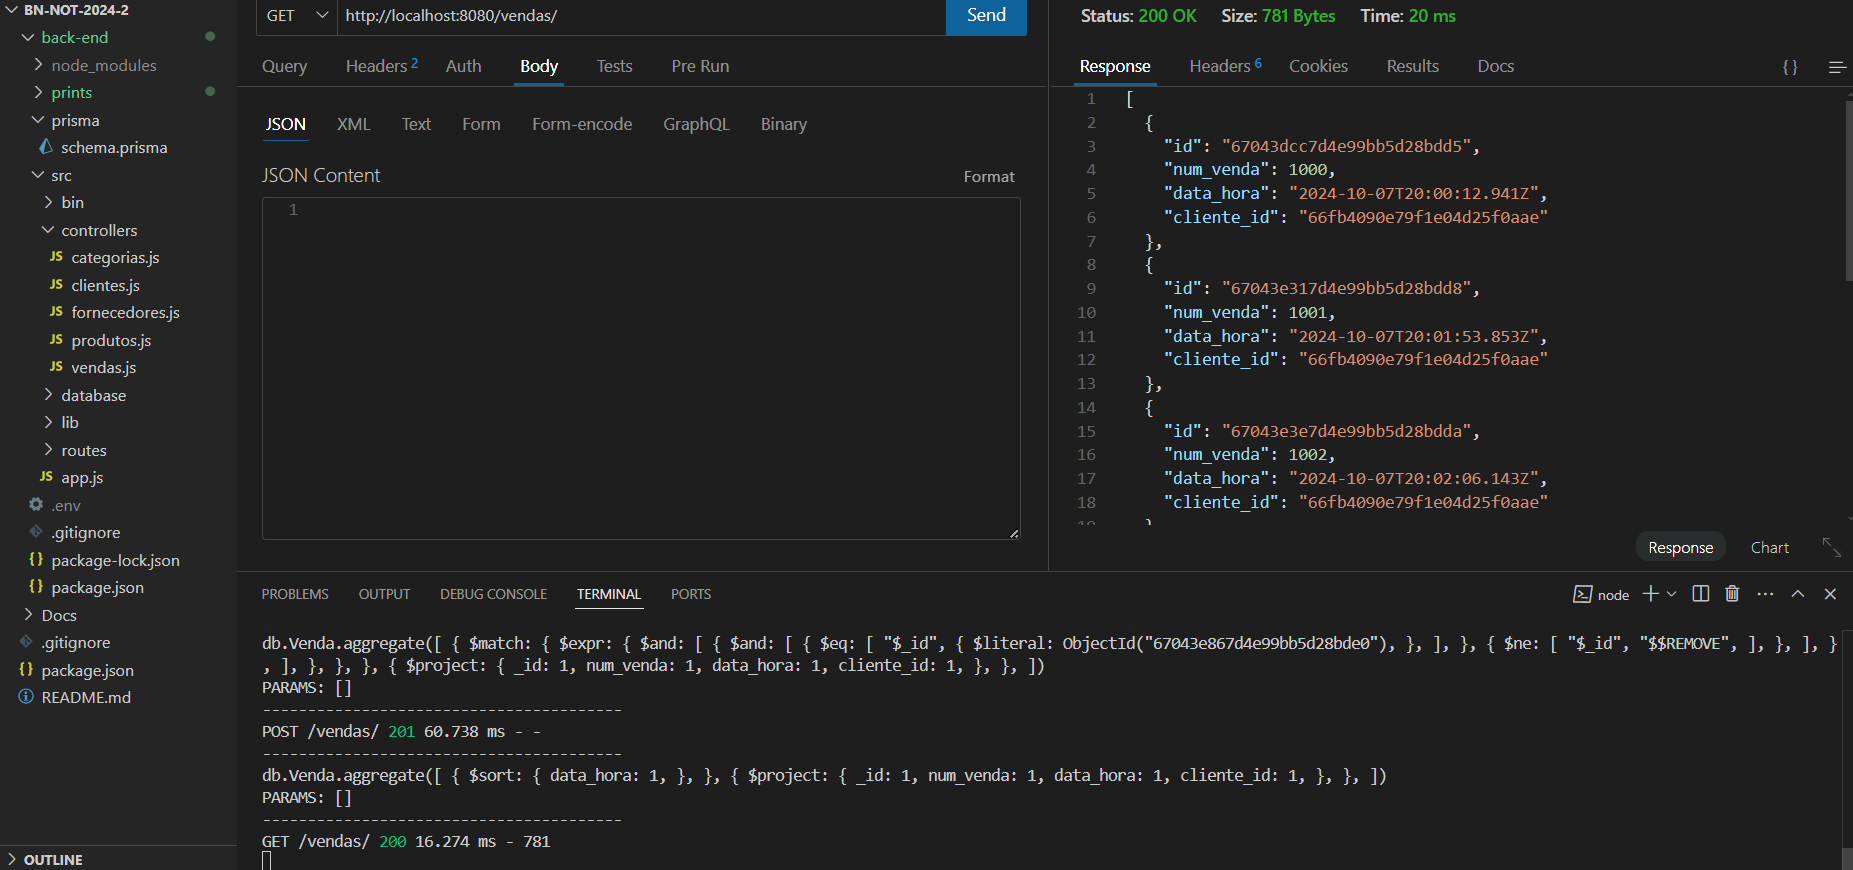 BN-NOT-2024-2
back-end
node_modules
prints
prisma
schema.prisma
src
bin
controllers
JS categorias.js
JS clientes.js
JS fornecedores.js
JS produtos.js
JS vendas.js
database
lib
routes
JS app.js
.env
.gitignore
{} package-lock.json
{} package.json
Docs
.gitignore
{} package.json
README.md
OUTLINE
GET http://localhost:8080/vendas/ Send
Query Headers 2 Auth Body Tests Pre Run
JSON XML Text Form Form-encode GraphQL Binary
JSON Content Format
1
Status: 200 OK Size: 781 Bytes Time: 20 ms
Response Headers 6 Cookies Results Docs {}
1 [
2 {
3 "id": "67043dcc7d4e99bb5d28bdd5",
4 "num_venda": 1000,
5 "data_hora": "2024-10-07T20:00:12.941Z",
6 "cliente_id": "66fb4090e79f1e04d25f0aae"
7 },
8 {
9 "id": "67043e317d4e99bb5d28bdd8",
10 "num_venda": 1001,
11 "data_hora": "2024-10-07T20:01:53.853Z",
12 "cliente_id": "66fb4090e79f1e04d25f0aae"
13 },
14 {
15 "id": "67043e3e7d4e99bb5d28bdda",
16 "num_venda": 1002,
17 "data_hora": "2024-10-07T20:02:06.143Z",
18 "cliente_id": "66fb4090e79f1e04d25f0aae"
Response Chart
PROBLEMS OUTPUT DEBUG CONSOLE TERMINAL PORTS node
db.Venda.aggregate([ { $match: { $expr: { $and: [ { $and: [ { $eq: [ "$_id", { $literal: ObjectId("67043e867d4e99bb5d28bde0"), }, ], }, { $ne: [ "$_id", "$$REMOVE", ], }, ], }
, ], }, }, }, { $project: { _id: 1, num_venda: 1, data_hora: 1, cliente_id: 1, }, }, ])
PARAMS: []
----------------------------------------
POST /vendas/ 201 60.738 ms - -
----------------------------------------
db.Venda.aggregate([ { $sort: { data_hora: 1, }, }, { $project: { _id: 1, num_venda: 1, data_hora: 1, cliente_id: 1, }, }, ])
PARAMS: []
----------------------------------------
GET /vendas/ 200 16.274 ms - 781